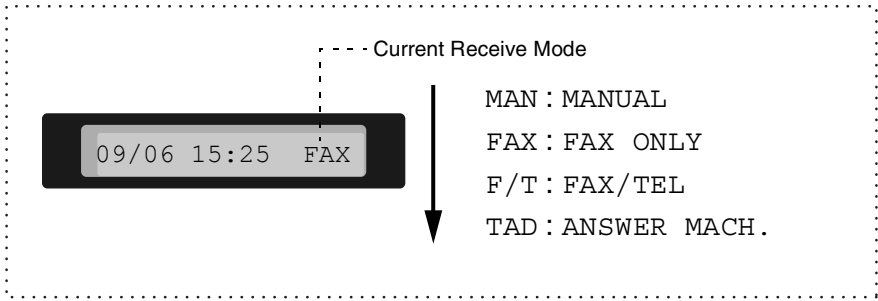 Current Receive Mode
09/06 15:25 FAX
MAN:MANUAL
FAX:FAX ONLY
F/T:FAX/TEL
TAD:ANSWER MACH.